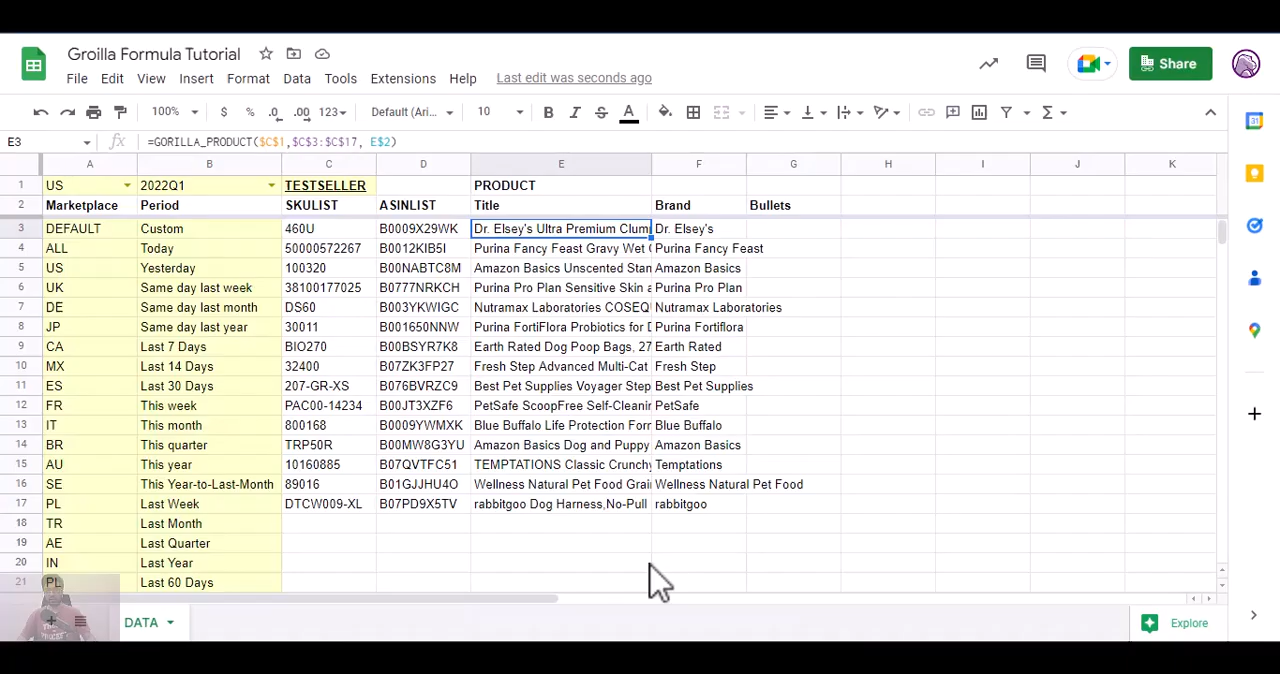 Groilla Formula Tutorial
File Edit View Insert Format Data Tools Extensions Help Last edit was seconds ago
Share
100% $ % .0 .00 123 Default (Ari... 10 B I S A
E3 fx =GORILLA_PRODUCT($C$1,$C$3:$C$17, E$2)
A B C D E F G H I J K
1 US 2022Q1 TESTSELLER PRODUCT
2 Marketplace Period SKULIST ASINLIST Title Brand Bullets
3 DEFAULT Custom 460U B0009X29WK Dr. Elsey's Ultra Premium Clum Dr. Elsey's
4 ALL Today 50000572267 B0012KIB5I Purina Fancy Feast Gravy Wet C Purina Fancy Feast
5 US Yesterday 100320 B00NABTC8M Amazon Basics Unscented Stan Amazon Basics
6 UK Same day last week 38100177025 B0777NRKCH Purina Pro Plan Sensitive Skin a Purina Pro Plan
7 DE Same day last month DS60 B003YKWIGC Nutramax Laboratories COSEQ Nutramax Laboratories
8 JP Same day last year 30011 B001650NNW Purina FortiFlora Probiotics for D Purina Fortiflora
9 CA Last 7 Days BIO270 B00BSYR7K8 Earth Rated Dog Poop Bags, 27 Earth Rated
10 MX Last 14 Days 32400 B07ZK3FP27 Fresh Step Advanced Multi-Cat Fresh Step
11 ES Last 30 Days 207-GR-XS B076BVRZC9 Best Pet Supplies Voyager Step Best Pet Supplies
12 FR This week PAC00-14234 B00JT3XZF6 PetSafe ScoopFree Self-Cleanin PetSafe
13 IT This month 800168 B0009YWMXK Blue Buffalo Life Protection Form Blue Buffalo
14 BR This quarter TRP50R B00MW8G3YU Amazon Basics Dog and Puppy Amazon Basics
15 AU This year 10160885 B07QVTFC51 TEMPTATIONS Classic Crunchy Temptations
16 SE This Year-to-Last-Month 89016 B01GJJHU4O Wellness Natural Pet Food Grai Wellness Natural Pet Food
17 PL Last Week DTCW009-XL B07PD9X5TV rabbitgoo Dog Harness,No-Pull rabbitgoo
18 TR Last Month
19 AE Last Quarter
20 IN Last Year
21 PL Last 60 Days
DATA Explore